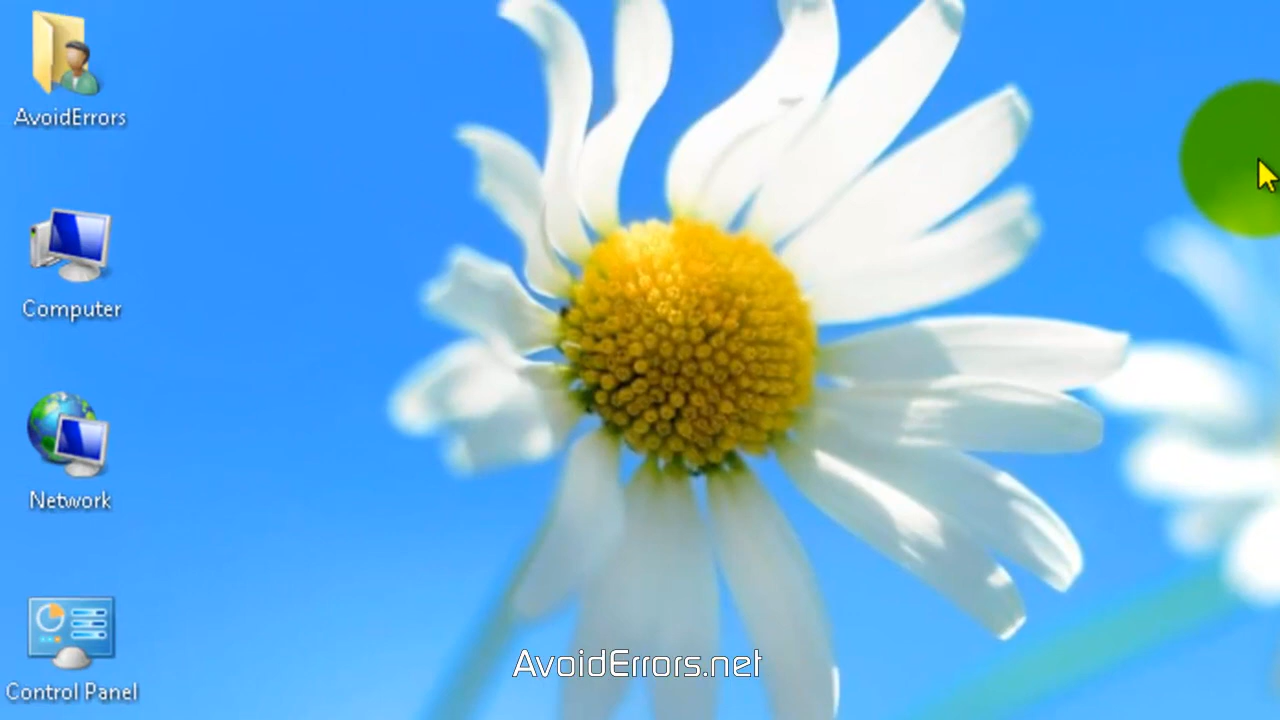 AvoidErrors
Computer
Network
Control Panel
AvoidErrors.net